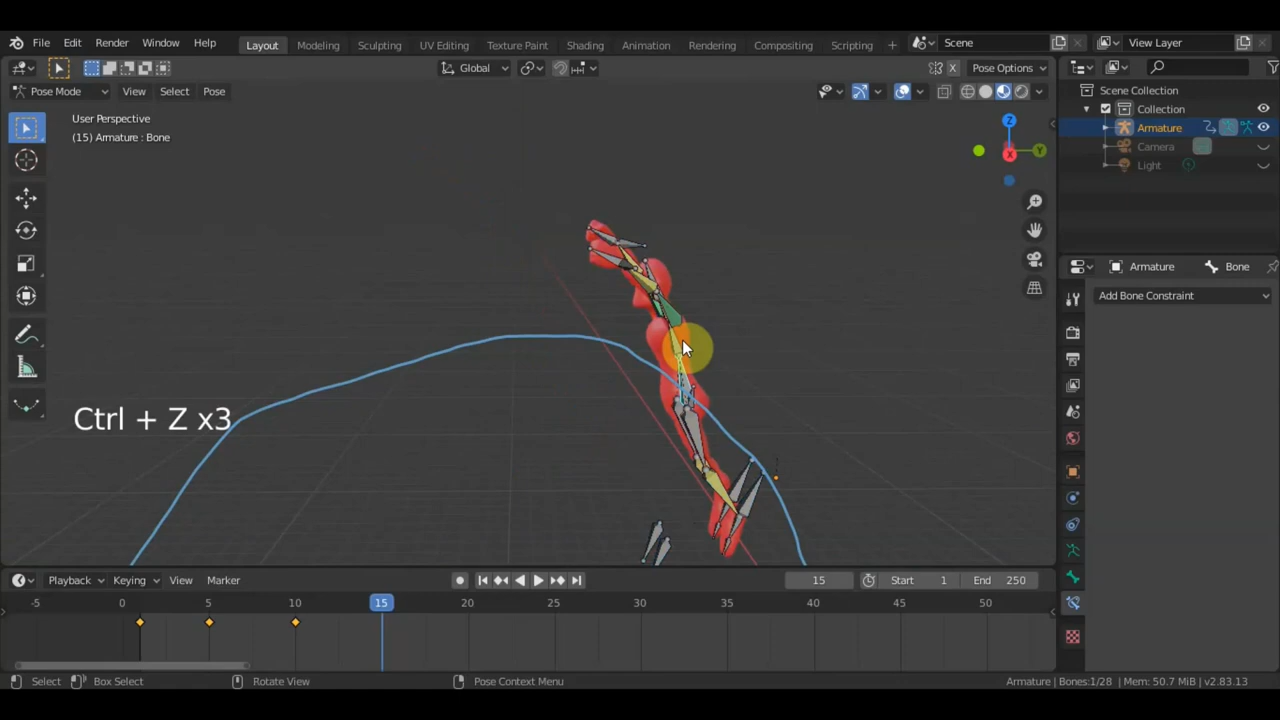 File Edit Render Window Help Layout Modeling Sculpting UV Editing Texture Paint Shading Animation Rendering Compositing Scripting + Scene View Layer
Global X Pose Options
Pose Mode View Select Pose
User Perspective
(15) Armature : Bone
Z
Y
X
Scene Collection
Collection
Armature
Camera
Light
Armature Bone
Add Bone Constraint
Ctrl + Z x3
Playback Keying View Marker 15 Start 1 End 250
-5 0 5 10 15 20 25 30 35 40 45 50
Select Box Select Rotate View Pose Context Menu Armature | Bones:1/28 | Mem: 50.7 MiB | v2.83.13